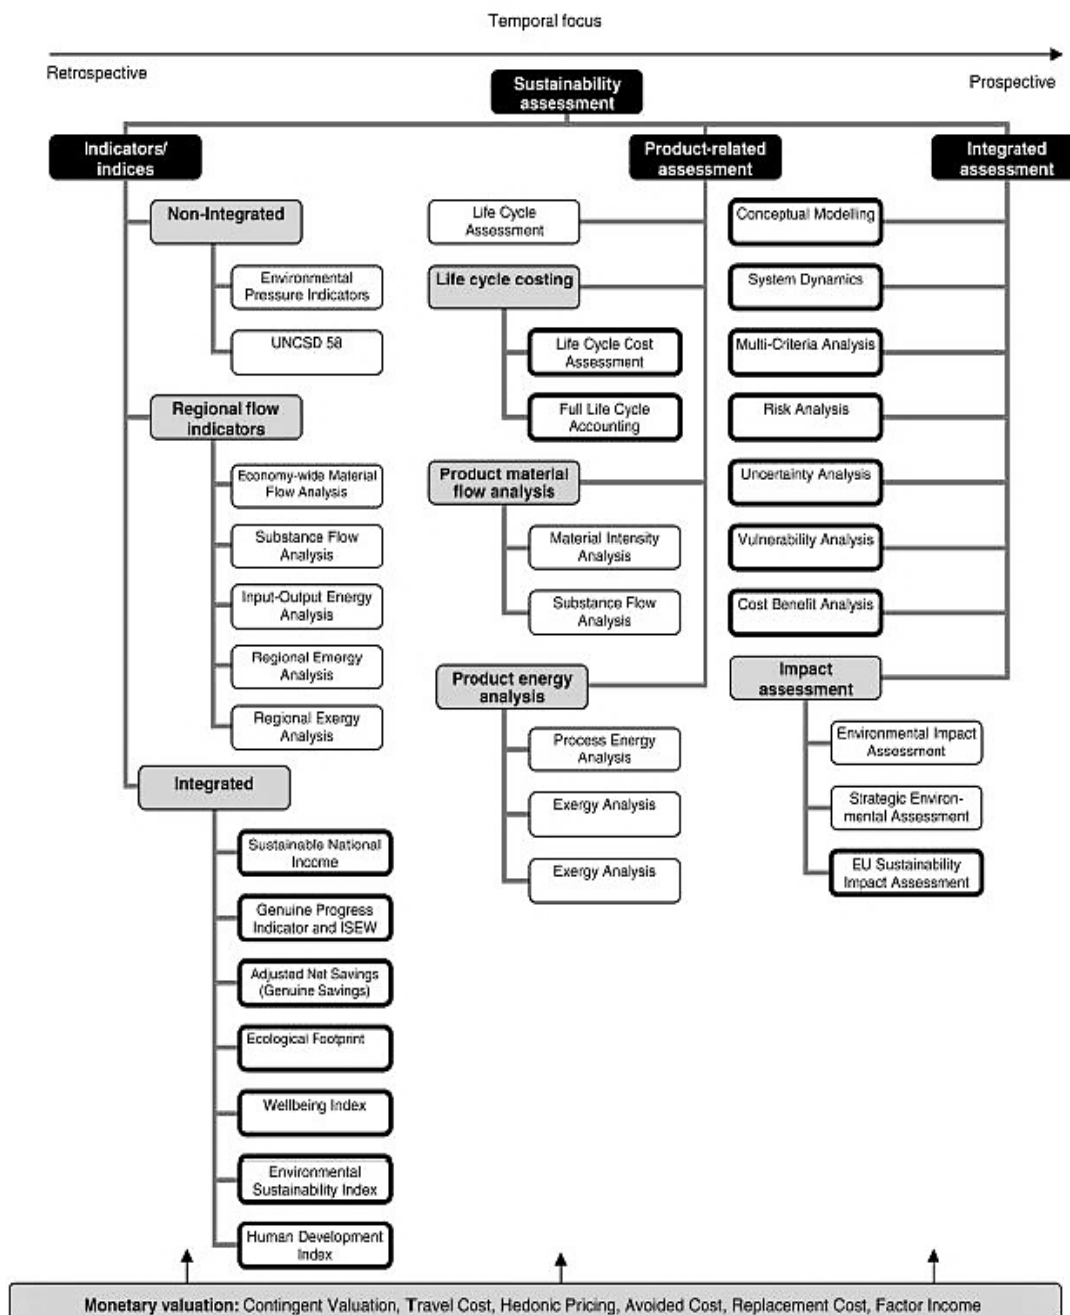 Temporal focus
Retrospective
Prospective
Sustainability
assessment
Indicators/
indices
Product-related
assessment
Integrated
assessment
Non-Integrated
Environmental
Pressure Indicators
UNCSD 58
Regional flow
indicators
Economy-wide Material
Flow Analysis
Substance Flow
Analysis
Input-Output Energy
Analysis
Regional Emergy
Analysis
Regional Exergy
Analysis
Integrated
Sustainable National
Income
Genuine Progress
Indicator and ISEW
Adjusted Net Savings
(Genuine Savings)
Ecological Footprint
Wellbeing Index
Environmental
Sustainability Index
Human Development
Index
Life Cycle
Assessment
Life cycle costing
Life Cycle Cost
Assessment
Full Life Cycle
Accounting
Product material
flow analysis
Material Intensity
Analysis
Substance Flow
Analysis
Product energy
analysis
Process Energy
Analysis
Exergy Analysis
Exergy Analysis
Conceptual Modelling
System Dynamics
Multi-Criteria Analysis
Risk Analysis
Uncertainty Analysis
Vulnerability Analysis
Cost Benefit Analysis
Impact
assessment
Environmental Impact
Assessment
Strategic Environ-
mental Assessment
EU Sustainability
Impact Assessment
Monetary valuation: Contingent Valuation, Travel Cost, Hedonic Pricing, Avoided Cost, Replacement Cost, Factor Income